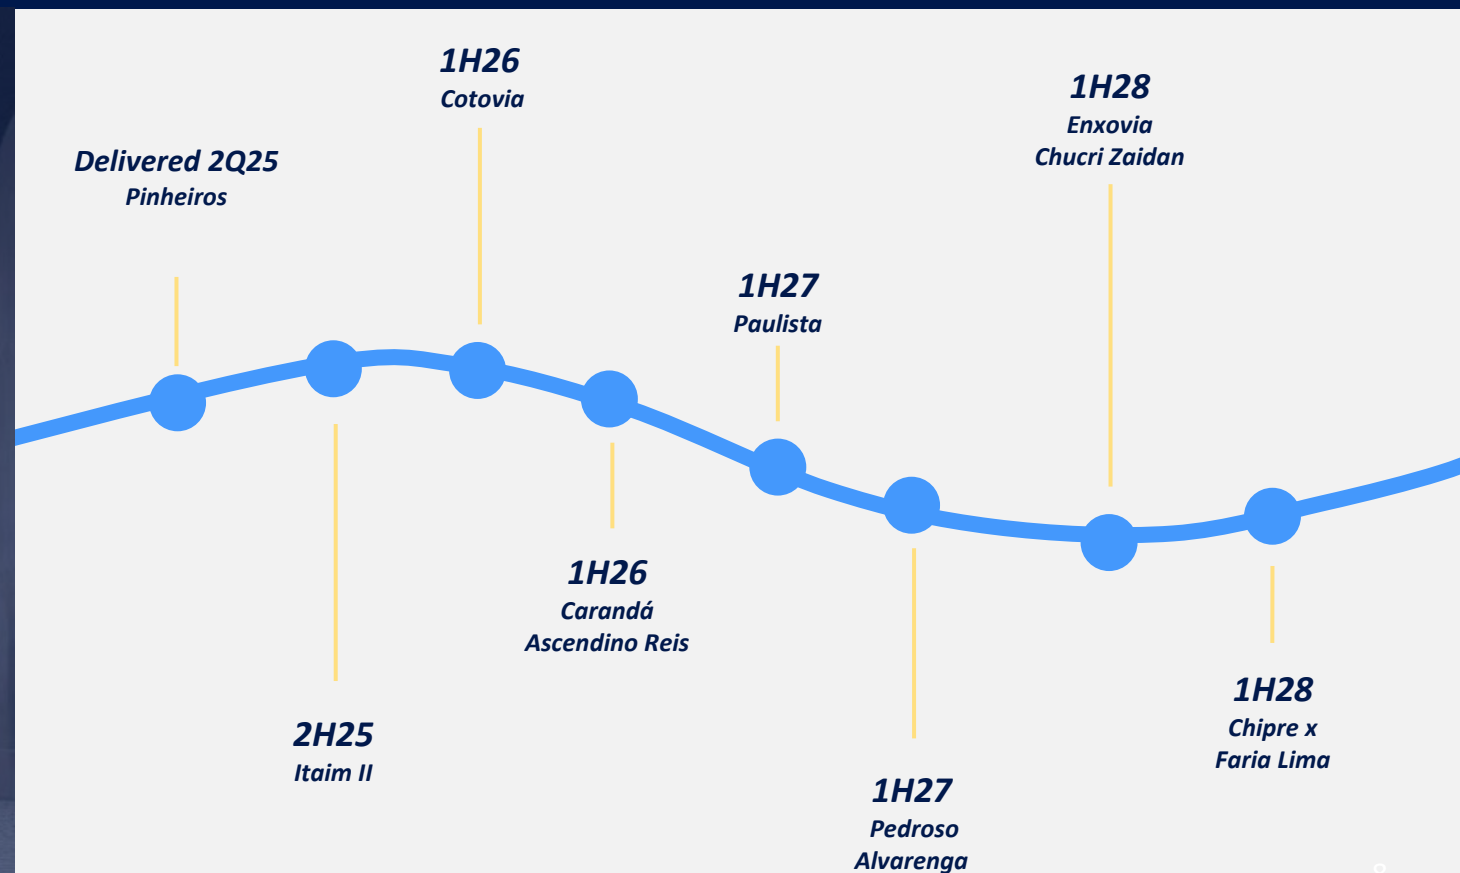 Delivered 2Q25
Pinheiros
2H25
Itaim II
1H26
Cotovia
1H26
Carandá
Ascendino Reis
1H27
Paulista
1H27
Pedroso
Alvarenga
1H28
Enxovia
Chucri Zaidan
1H28
Chipre x
Faria Lima